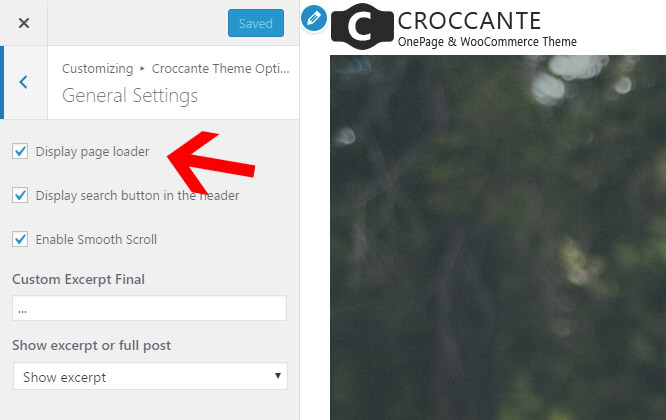 Saved
Customizing ▸ Croccante Theme Opti...
General Settings
Display page loader
Display search button in the header
Enable Smooth Scroll
Custom Excerpt Final
...
Show excerpt or full post
Show excerpt
C CROCCANTE
OnePage & WooCommerce Theme